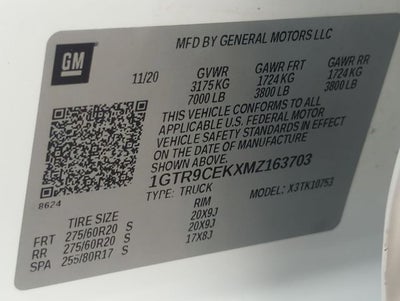 GM
MFD BY GENERAL MOTORS LLC
11/20 GVWR GAWR FRT GAWR RR
3175KG 1724KG 1724KG
7000 LB 3800 LB 3800 LB
THIS VEHICLE CONFORMS TO ALL
APPLICABLE U.S. FEDERAL MOTOR
VEHICLE SAFETY AND BUMPER STANDARDS
IN EFFECT ON THE DATE OF MANUFACTURE
SHOWN ABOVE.
1GTR9CEKXMZ163703
8624
TYPE: TRUCK MODEL: X3TK10753
TIRE SIZE RIM
FRT 275/60R20 S 20X9J
RR 275/60R20 S 20X9J
SPA 255/80R17 S 17X8J